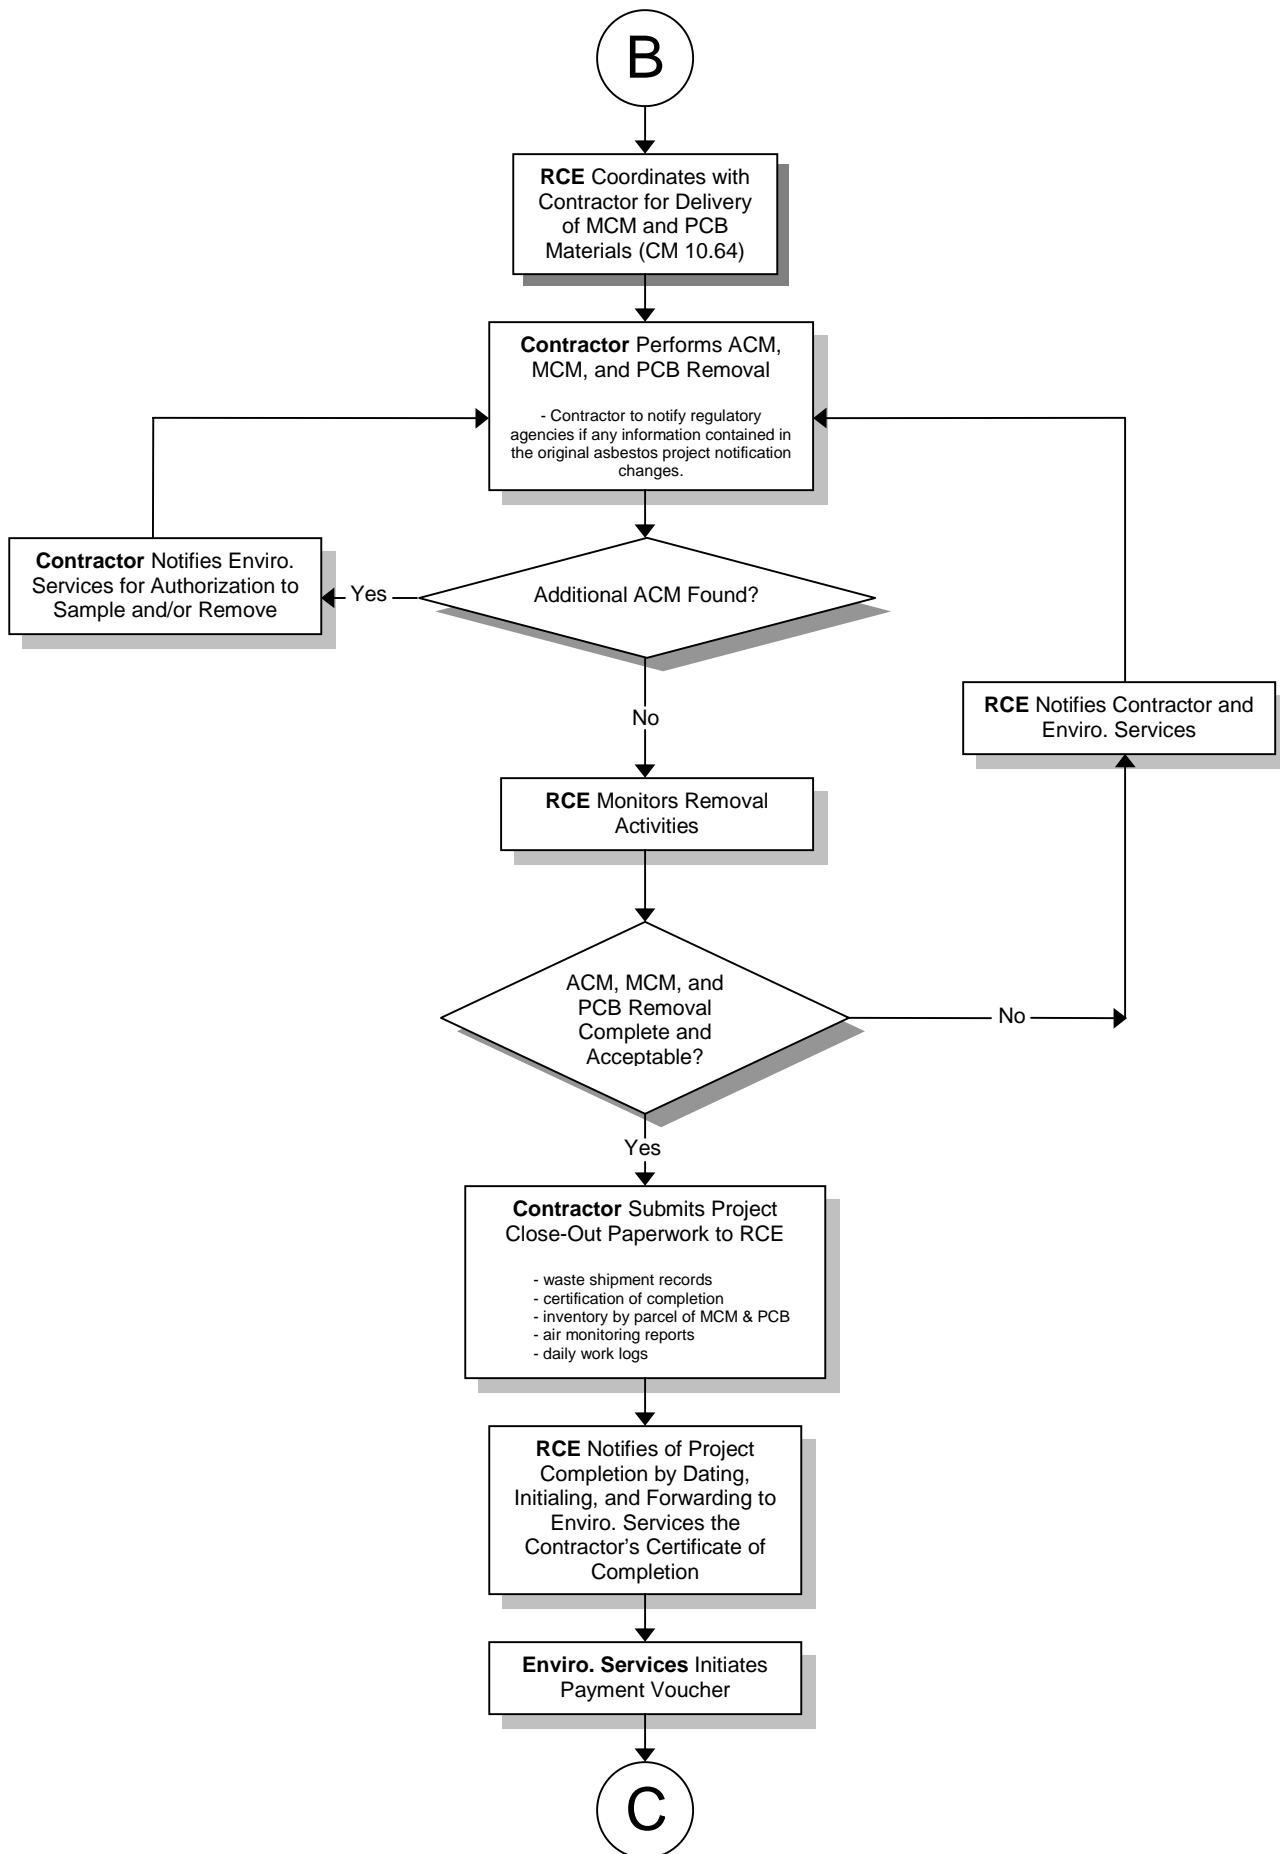 B
RCE Coordinates with
Contractor for Delivery
of MCM and PCB
Materials (CM 10.64)
Contractor Performs ACM,
MCM, and PCB Removal
- Contractor to notify regulatory
agencies if any information contained in
the original asbestos project notification
changes.
Contractor Notifies Enviro.
Services for Authorization to
Sample and/or Remove
Yes
Additional ACM Found?
No
RCE Notifies Contractor and
Enviro. Services
RCE Monitors Removal
Activities
ACM, MCM, and
PCB Removal
Complete and
Acceptable?
No
Yes
Contractor Submits Project
Close-Out Paperwork to RCE
- waste shipment records
- certification of completion
- inventory by parcel of MCM & PCB
- air monitoring reports
- daily work logs
RCE Notifies of Project
Completion by Dating,
Initialing, and Forwarding to
Enviro. Services the
Contractor’s Certificate of
Completion
Enviro. Services Initiates
Payment Voucher
C